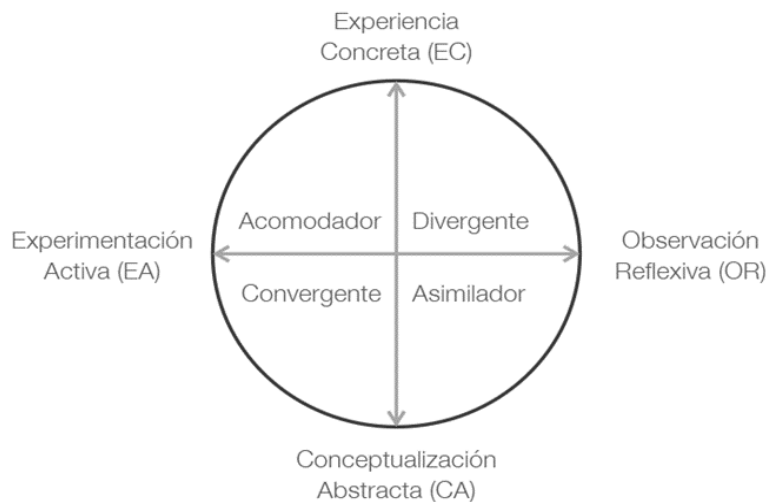 Experiencia
Concreta (EC)
Acomodador
Divergente
Experimentación
Activa (EA)
Observación
Reflexiva (OR)
Convergente
Asimilador
Conceptualización
Abstracta (CA)